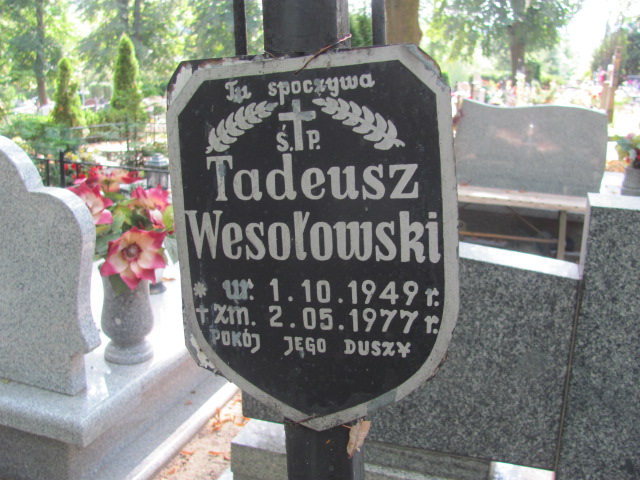 Tu spoczywa
Ś.P.
Tadeusz
Wesołowski
* ur. 1.10.1949 r.
† zm. 2.05.1977 r.
POKÓJ JEGO DUSZY